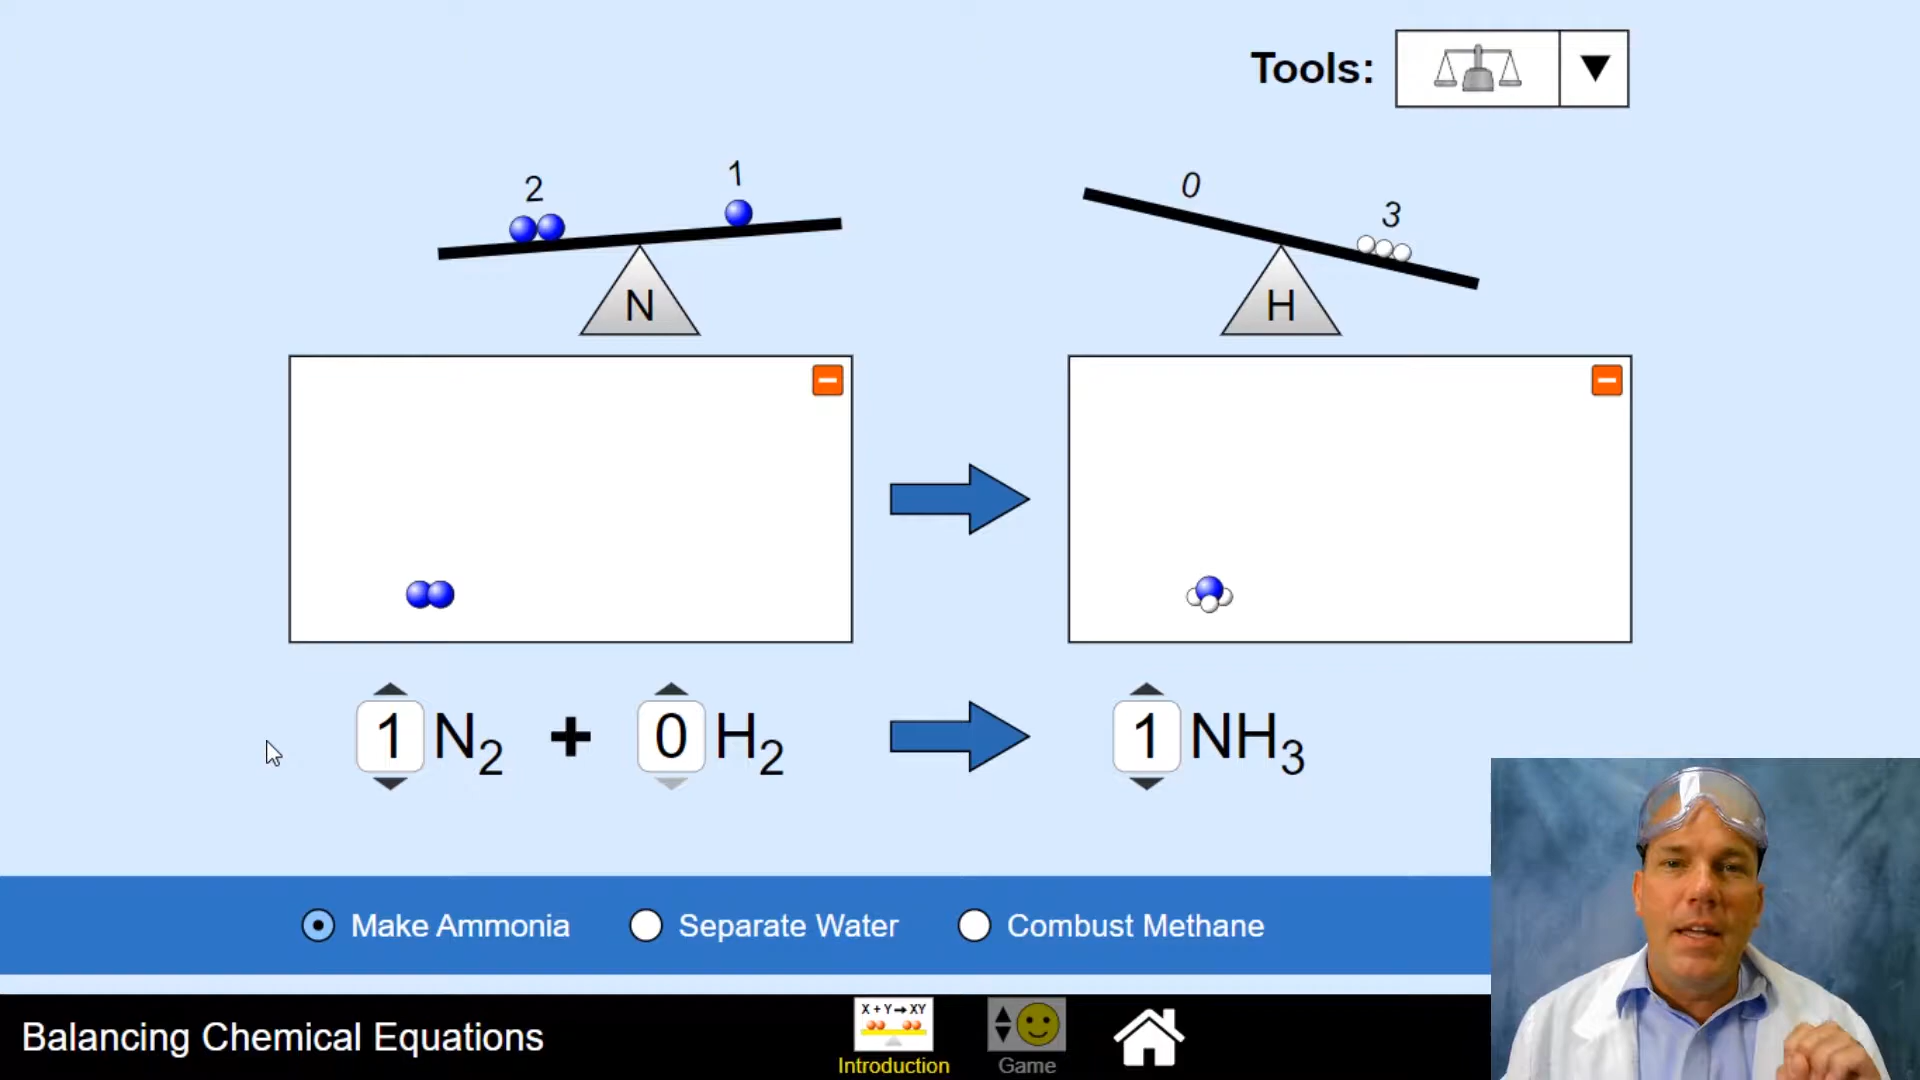 Tools:
2
1
0
3
N
H
1 N2 + 0 H2 1 NH3
Make Ammonia
Separate Water
Combust Methane
X + Y → XY
Balancing Chemical Equations
Introduction
Game